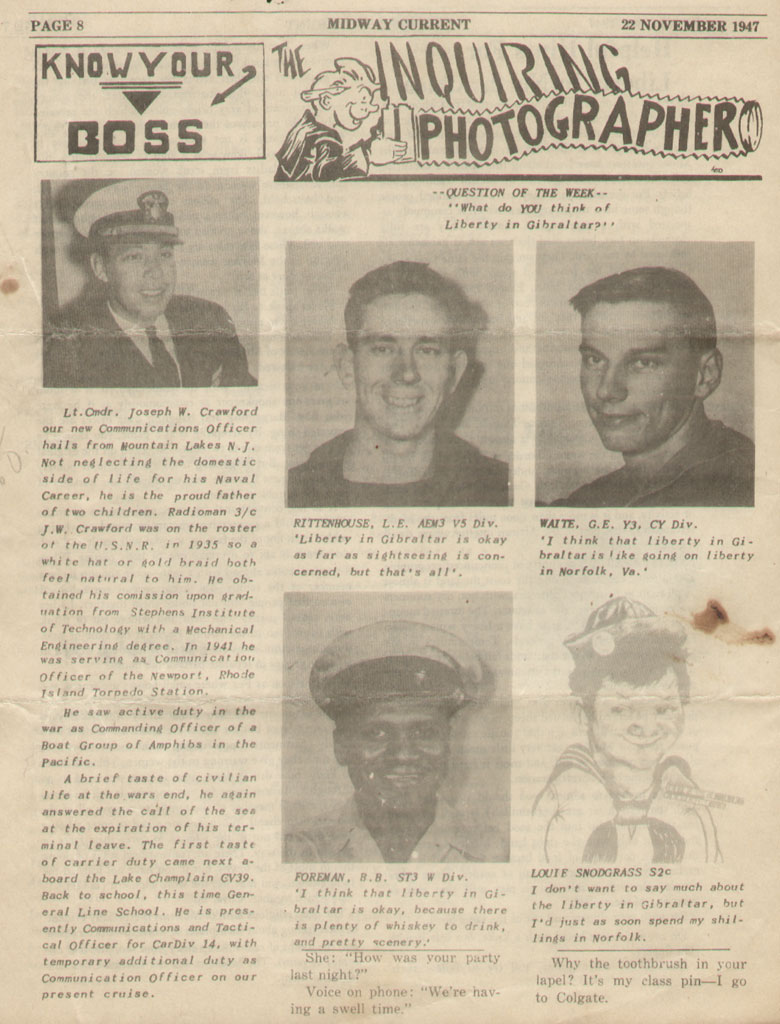 PAGE 8 MIDWAY CURRENT 22 NOVEMBER 1947
KNOW YOUR
BOSS
Lt.Cmdr. Joseph W. Crawford
our new Communications Officer
hails from Mountain Lakes N.J.
Not neglecting the domestic
side of life for his Naval
Career, he is the proud father
of two children. Radioman 3/c
J.W. Crawford was on the roster
of the U.S.N.R. in 1935 so a
white hat or gold braid both
feel natural to him. He ob-
tained his comission upon grad-
uation from Stephens Institute
of Technology with a Mechanical
Engineering degree. In 1941 he
was serving as Communication
Officer of the Newport, Rhode
Island Torpedo Station.
He saw active duty in the
war as Commanding Officer of a
Boat Group of Amphibs in the
Pacific.
A brief taste of civilian
life at the wars end, he again
answered the call of the sea
at the expiration of his ter-
minal leave. The first taste
of carrier duty came next a-
board the Lake Champlain CV39.
Back to school, this time Gen-
eral Line School. He is pres-
ently Communications and Tacti-
cal Officer for CarDiv 14, with
temporary additional duty as
Communication Officer on our
present cruise.
THE INQUIRING
PHOTOGRAPHER
--QUESTION OF THE WEEK--
''What do YOU think of
Liberty in Gibraltar?''
RITTENHOUSE, L.E. AEM3 V5 Div.
'Liberty in Gibraltar is okay
as far as sightseeing is con-
cerned, but that's all'.
WAITE, G.E. Y3, CY Div.
'I think that liberty in Gi-
braltar is like going on liberty
in Norfolk, Va.'
FOREMAN, B.B. ST3 W Div.
'I think that liberty in Gi-
braltar is okay, because there
is plenty of whiskey to drink,
and pretty scenery.'
LOUIE SNODGRASS S2c
I don't want to say much about
the liberty in Gibraltar, but
I'd just as soon spend my shil-
lings in Norfolk.
She: "How was your party
last night?"
Voice on phone: "We're hav-
ing a swell time."
Why the toothbrush in your
lapel? It's my class pin—I go
to Colgate.